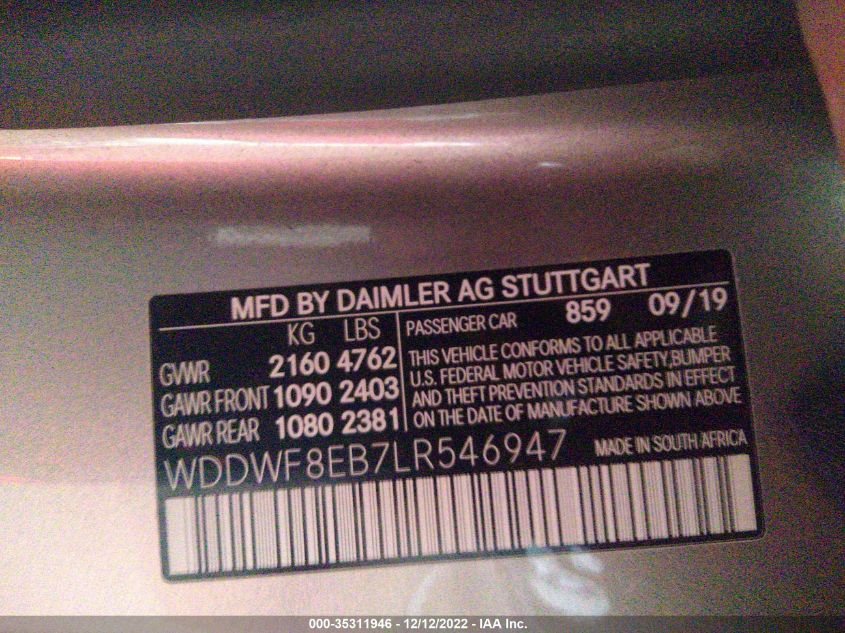 MFD BY DAIMLER AG STUTTGART
KG LBS
GVWR 2160 4762
GAWR FRONT 1090 2403
GAWR REAR 1080 2381
PASSENGER CAR 859 09/19
THIS VEHICLE CONFORMS TO ALL APPLICABLE
U.S. FEDERAL MOTOR VEHICLE SAFETY,BUMPER
AND THEFT PREVENTION STANDARDS IN EFFECT
ON THE DATE OF MANUFACTURE SHOWN ABOVE
WDDWF8EB7LR546947 MADE IN SOUTH AFRICA
000-35311946 - 12/12/2022 - IAA Inc.